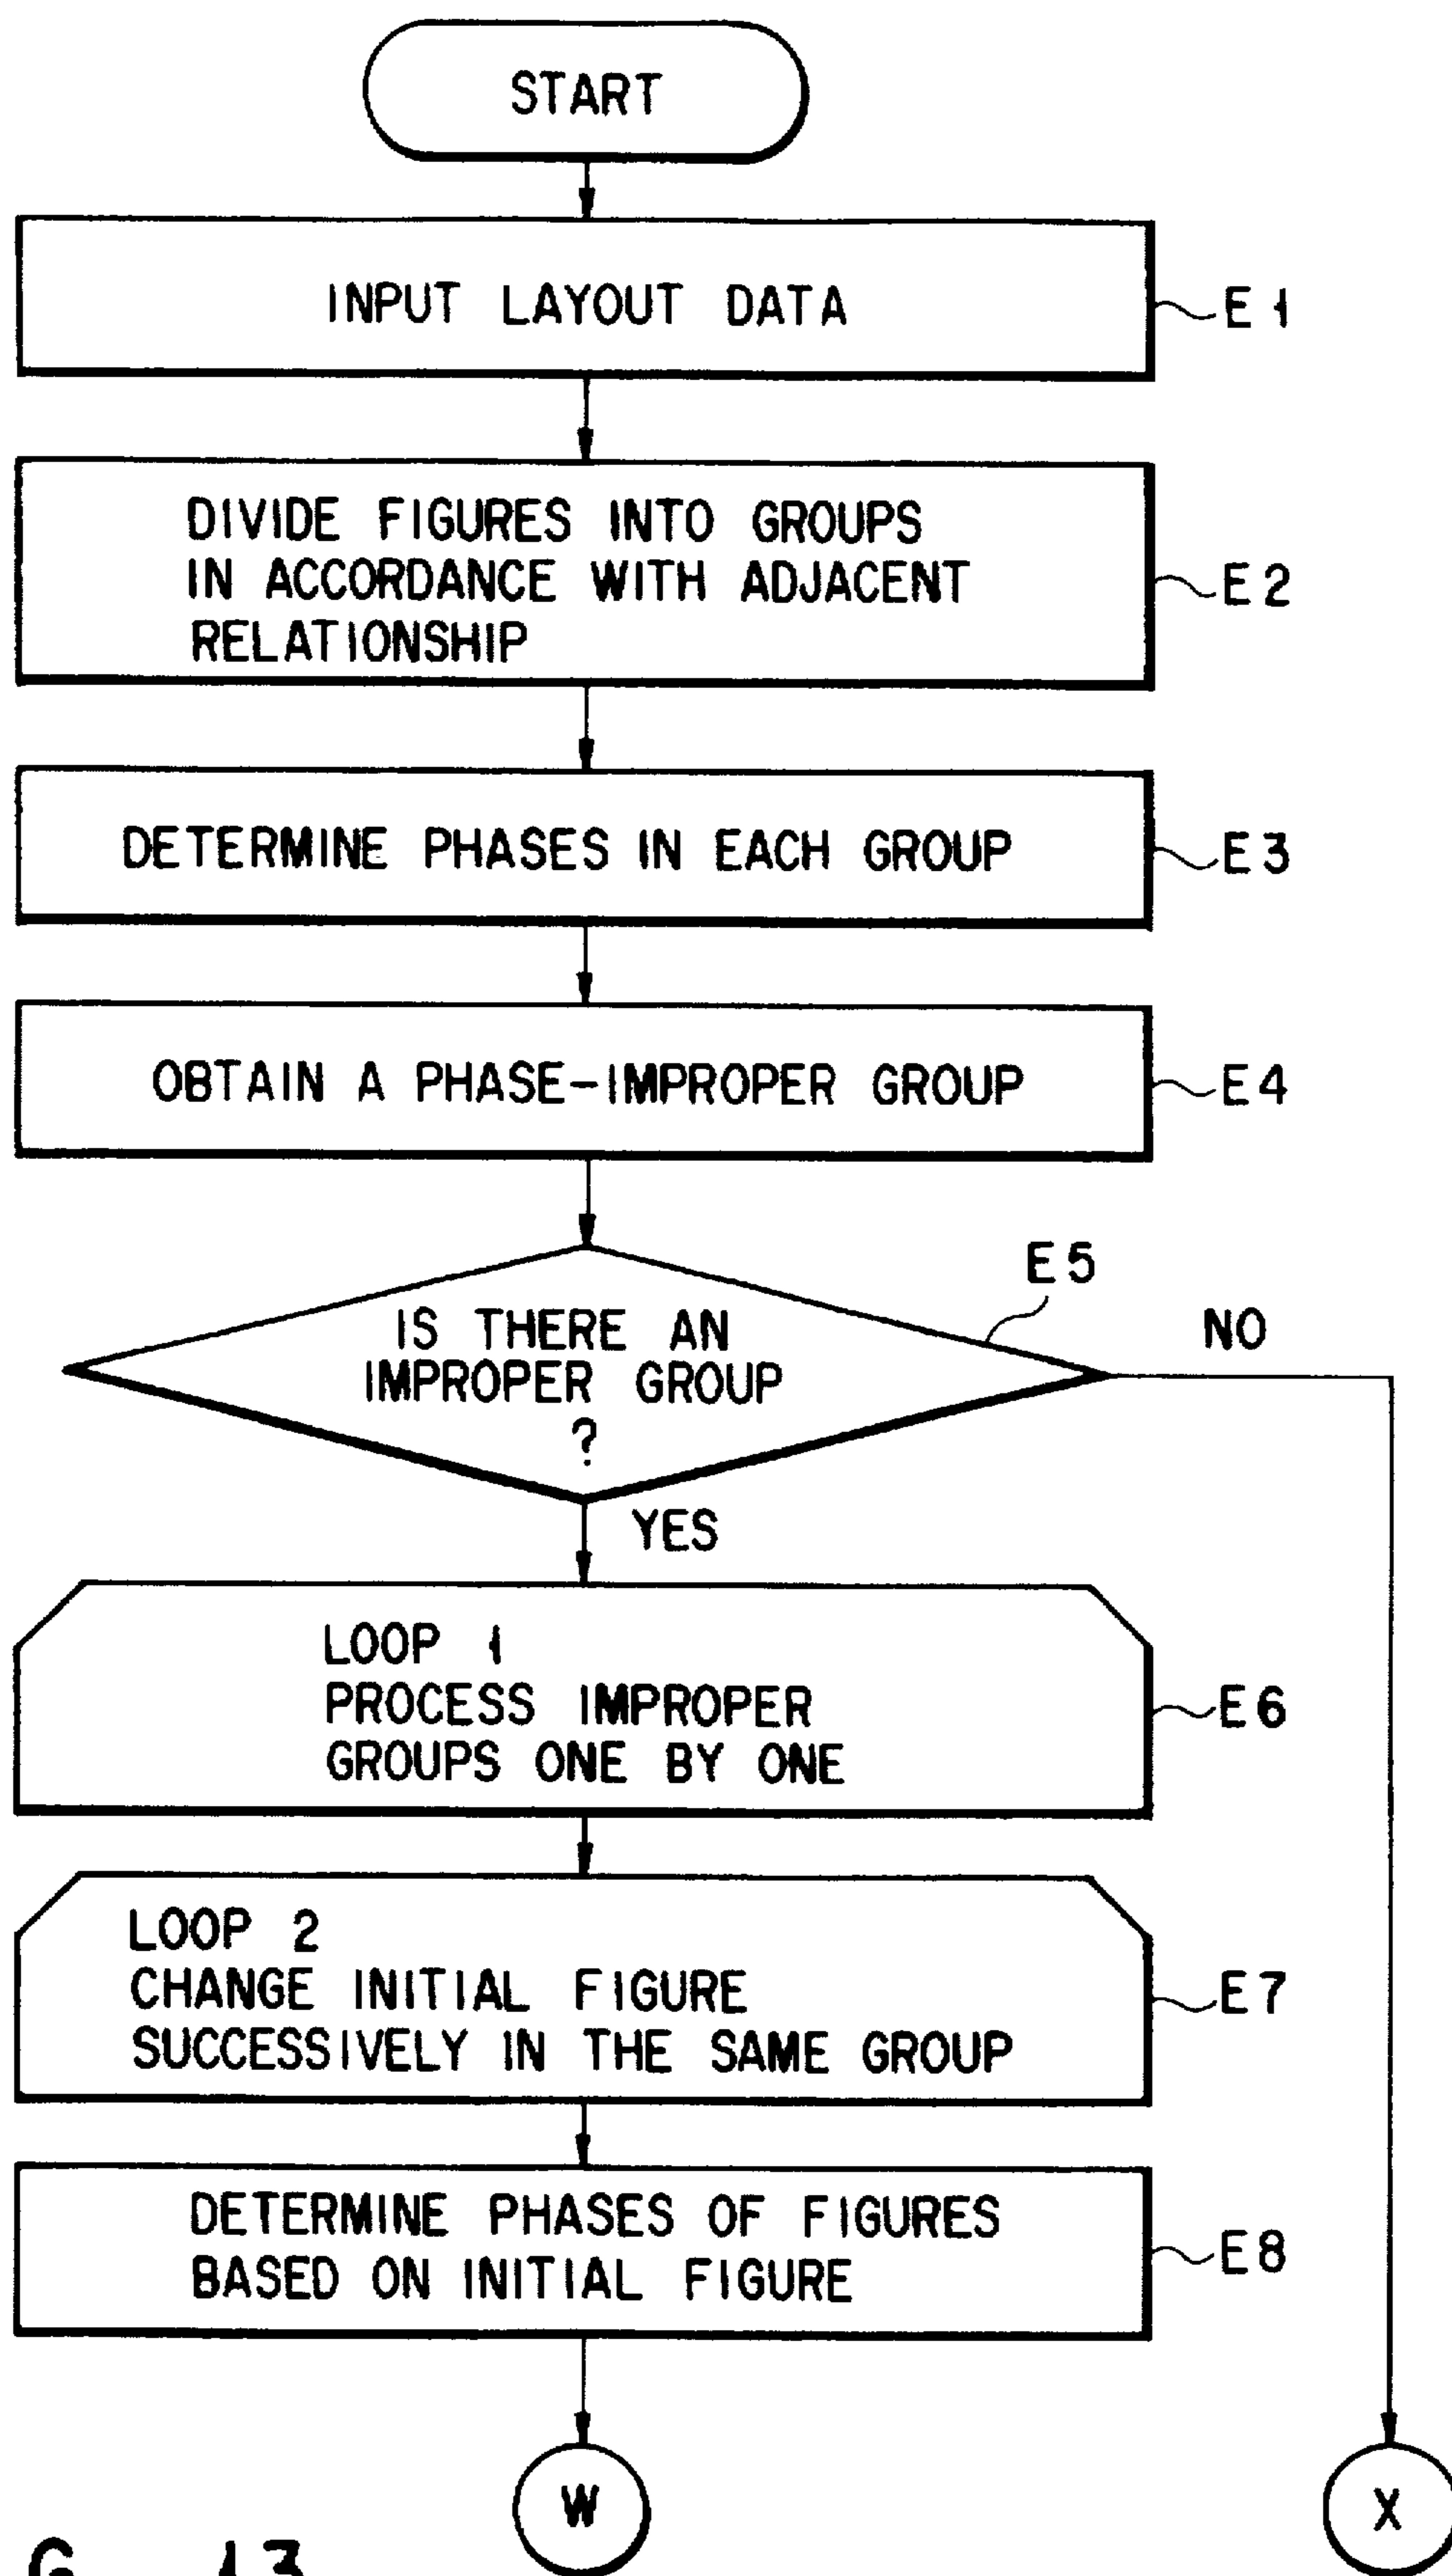 START
INPUT LAYOUT DATA
E1
DIVIDE FIGURES INTO GROUPS
IN ACCORDANCE WITH ADJACENT
RELATIONSHIP
E2
DETERMINE PHASES IN EACH GROUP
E3
OBTAIN A PHASE-IMPROPER GROUP
E4
E5
IS THERE AN
IMPROPER GROUP
?
NO
YES
LOOP 1
PROCESS IMPROPER
GROUPS ONE BY ONE
E6
LOOP 2
CHANGE INITIAL FIGURE
SUCCESSIVELY IN THE SAME GROUP
E7
DETERMINE PHASES OF FIGURES
BASED ON INITIAL FIGURE
E8
W
X
G. 13